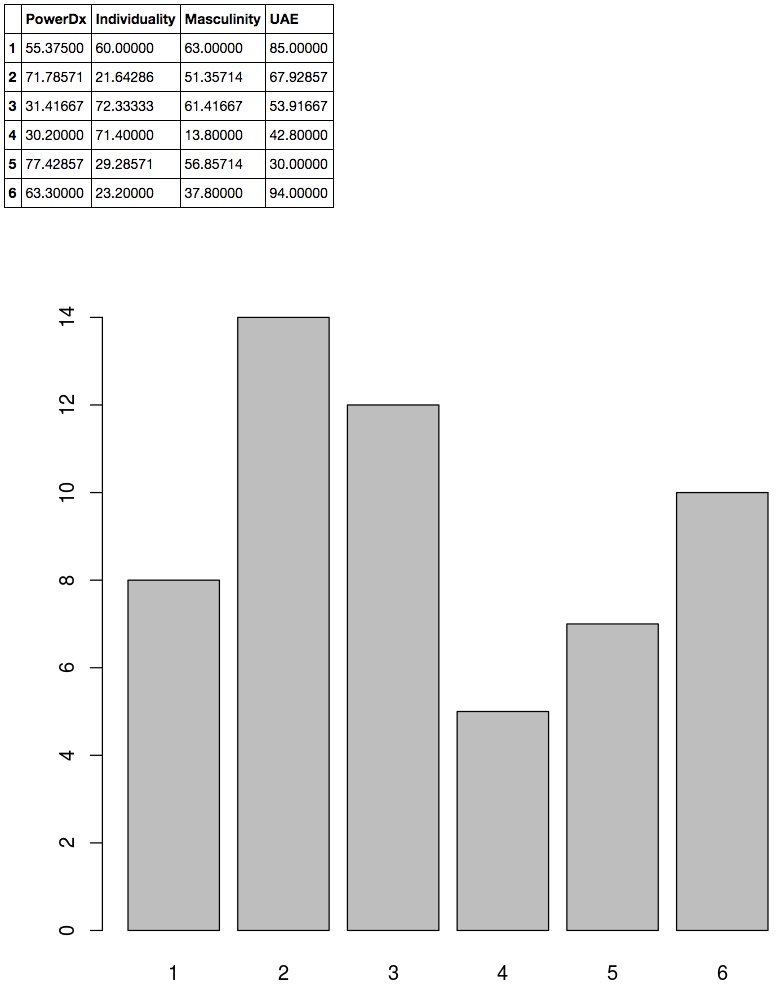 PowerDx Individuality Masculinity UAE
1 55.37500 60.00000 63.00000 85.00000
2 71.78571 21.64286 51.35714 67.92857
3 31.41667 72.33333 61.41667 53.91667
4 30.20000 71.40000 13.80000 42.80000
5 77.42857 29.28571 56.85714 30.00000
6 63.30000 23.20000 37.80000 94.00000
14
12
10
8
6
4
2
0
1 2 3 4 5 6